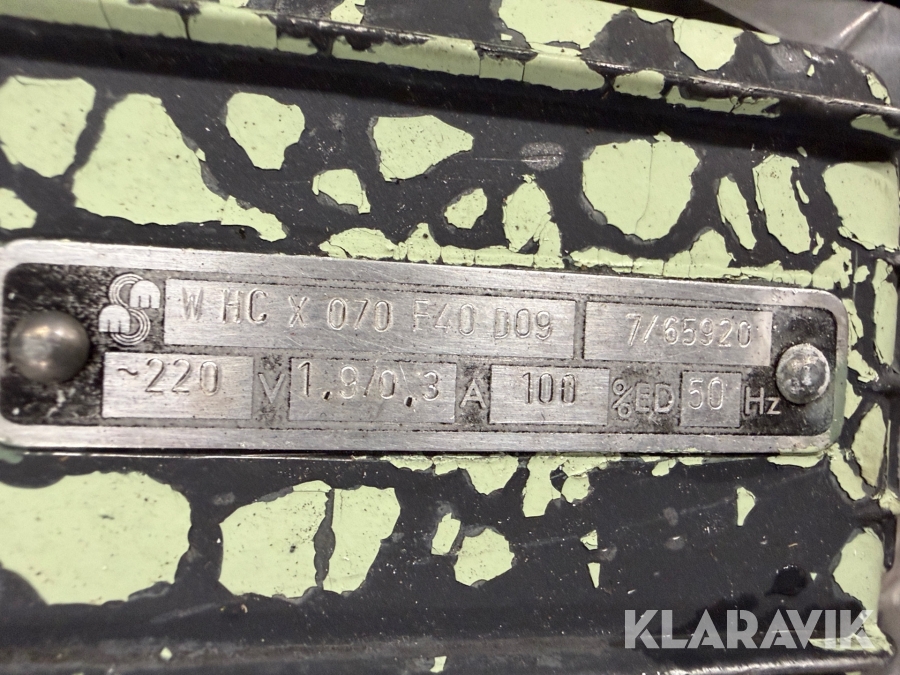 W HC X 070 F40 D09 7/65920
~220 V 1.9/0.3 A 100 %ED 50 Hz
KLARAVIK